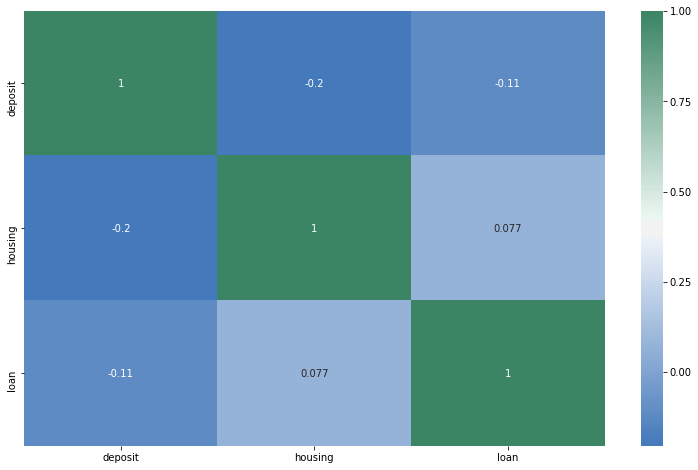 deposit 1 -0.2 -0.11
housing -0.2 1 0.077
loan -0.11 0.077 1
deposit housing loan
1.00
0.75
0.50
0.25
0.00